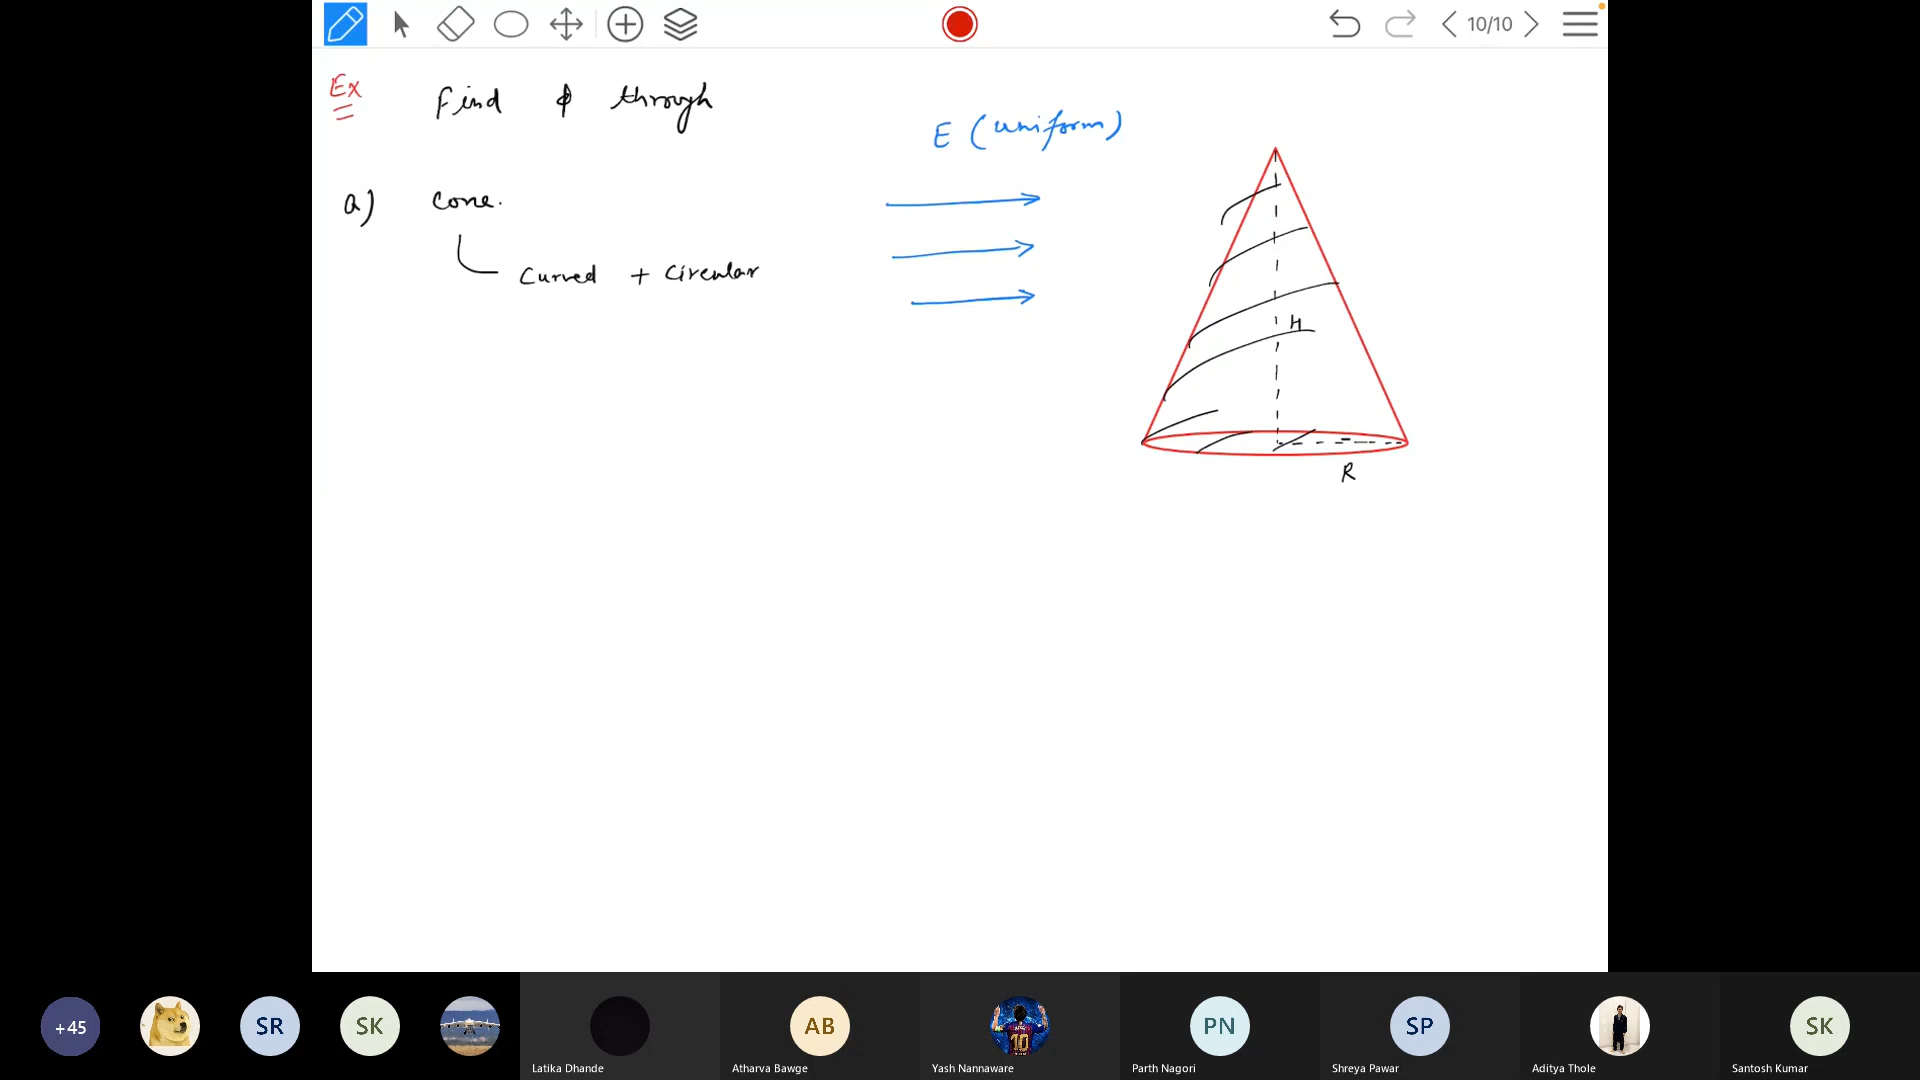 10/10
Ex
Find ϕ through
E (uniform)
a) Cone.
Curved + Circular
H
R
+45
SR
SK
AB
PN
SP
SK
Latika Dhande
Atharva Bawge
Yash Nannaware
Parth Nagori
Shreya Pawar
Aditya Thole
Santosh Kumar